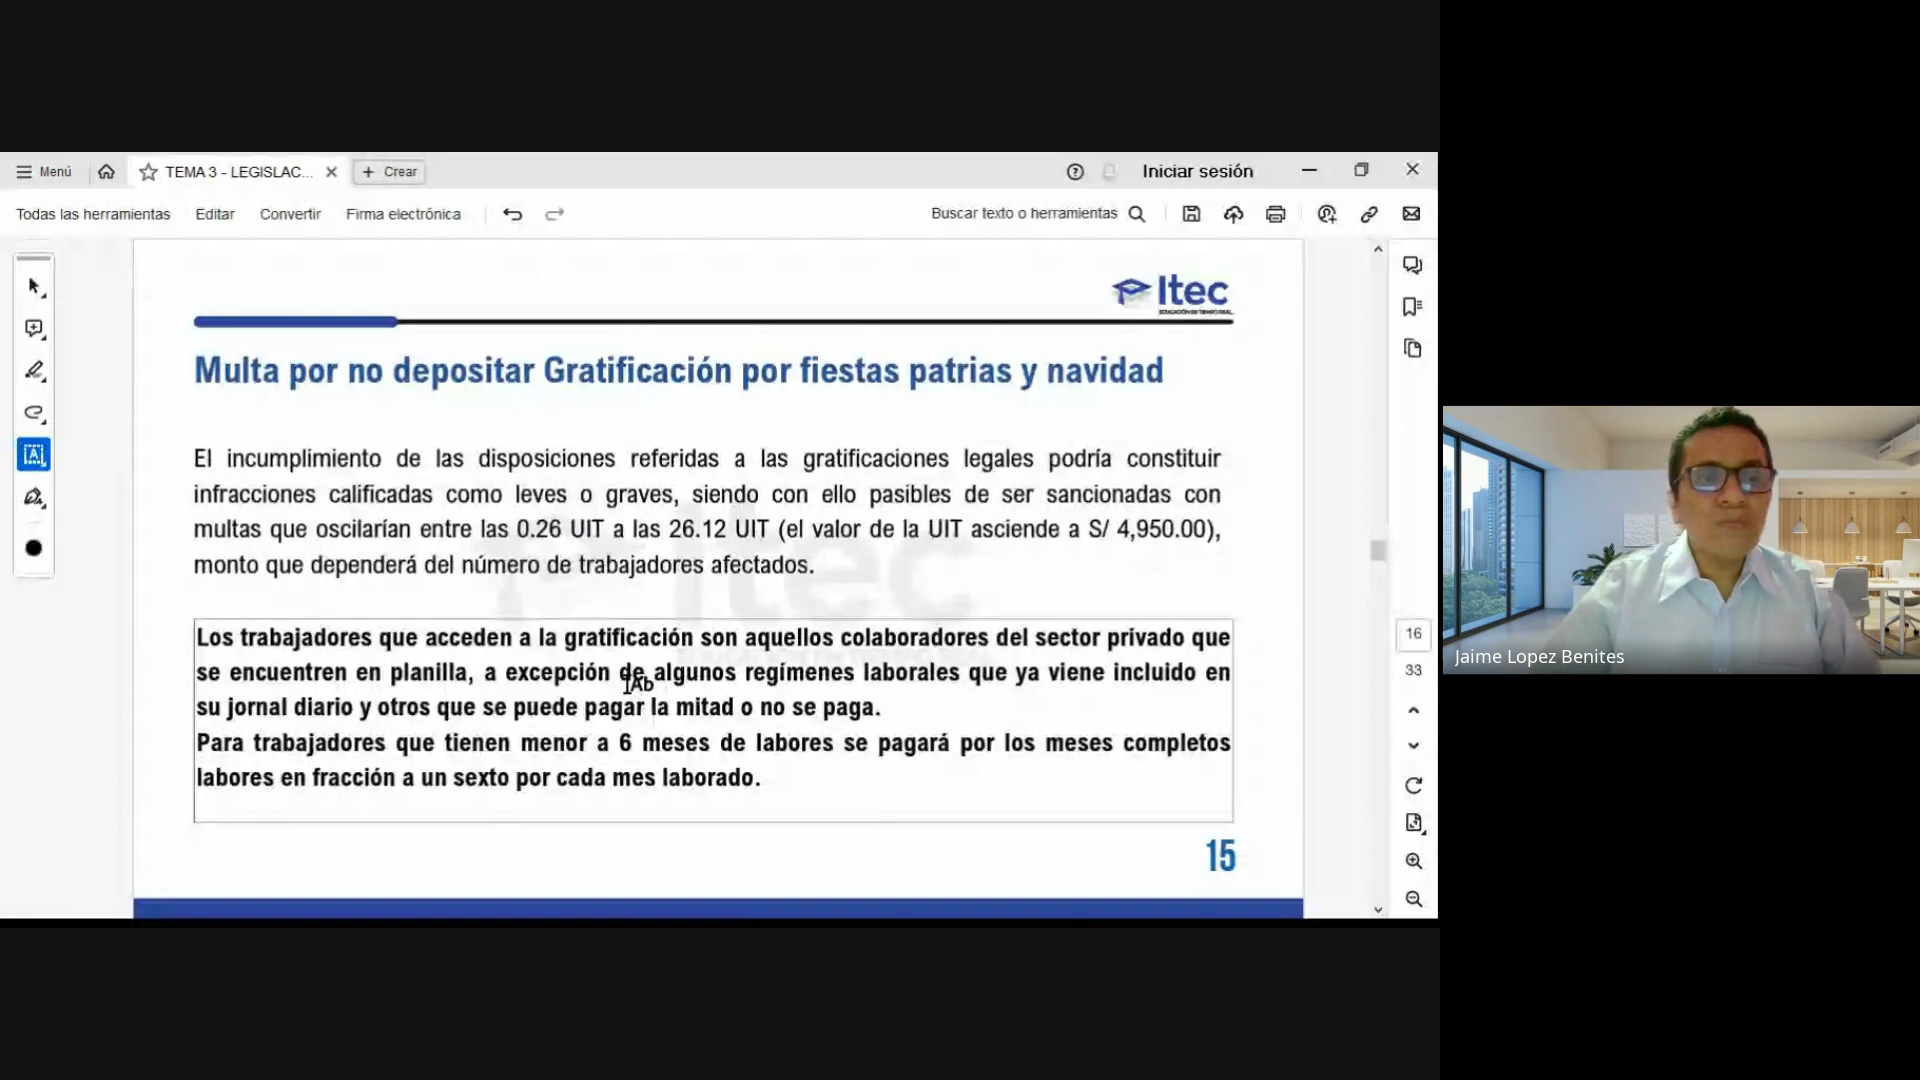 Menú
TEMA 3 - LEGISLAC...
Crear
Iniciar sesión
Todas las herramientas
Editar
Convertir
Firma electrónica
Buscar texto o herramientas
Itec
EDUCACIÓN EN TIEMPO REAL
Multa por no depositar Gratificación por fiestas patrias y navidad
El incumplimiento de las disposiciones referidas a las gratificaciones legales podría constituir
infracciones calificadas como leves o graves, siendo con ello pasibles de ser sancionadas con
multas que oscilarían entre las 0.26 UIT a las 26.12 UIT (el valor de la UIT asciende a S/ 4,950.00),
monto que dependerá del número de trabajadores afectados.
Itec
Los trabajadores que acceden a la gratificación son aquellos colaboradores del sector privado que
se encuentren en planilla, a excepción de algunos regímenes laborales que ya viene incluido en
su jornal diario y otros que se puede pagar la mitad o no se paga.
Para trabajadores que tienen menor a 6 meses de labores se pagará por los meses completos
labores en fracción a un sexto por cada mes laborado.
Ab
15
16
33
Jaime Lopez Benites